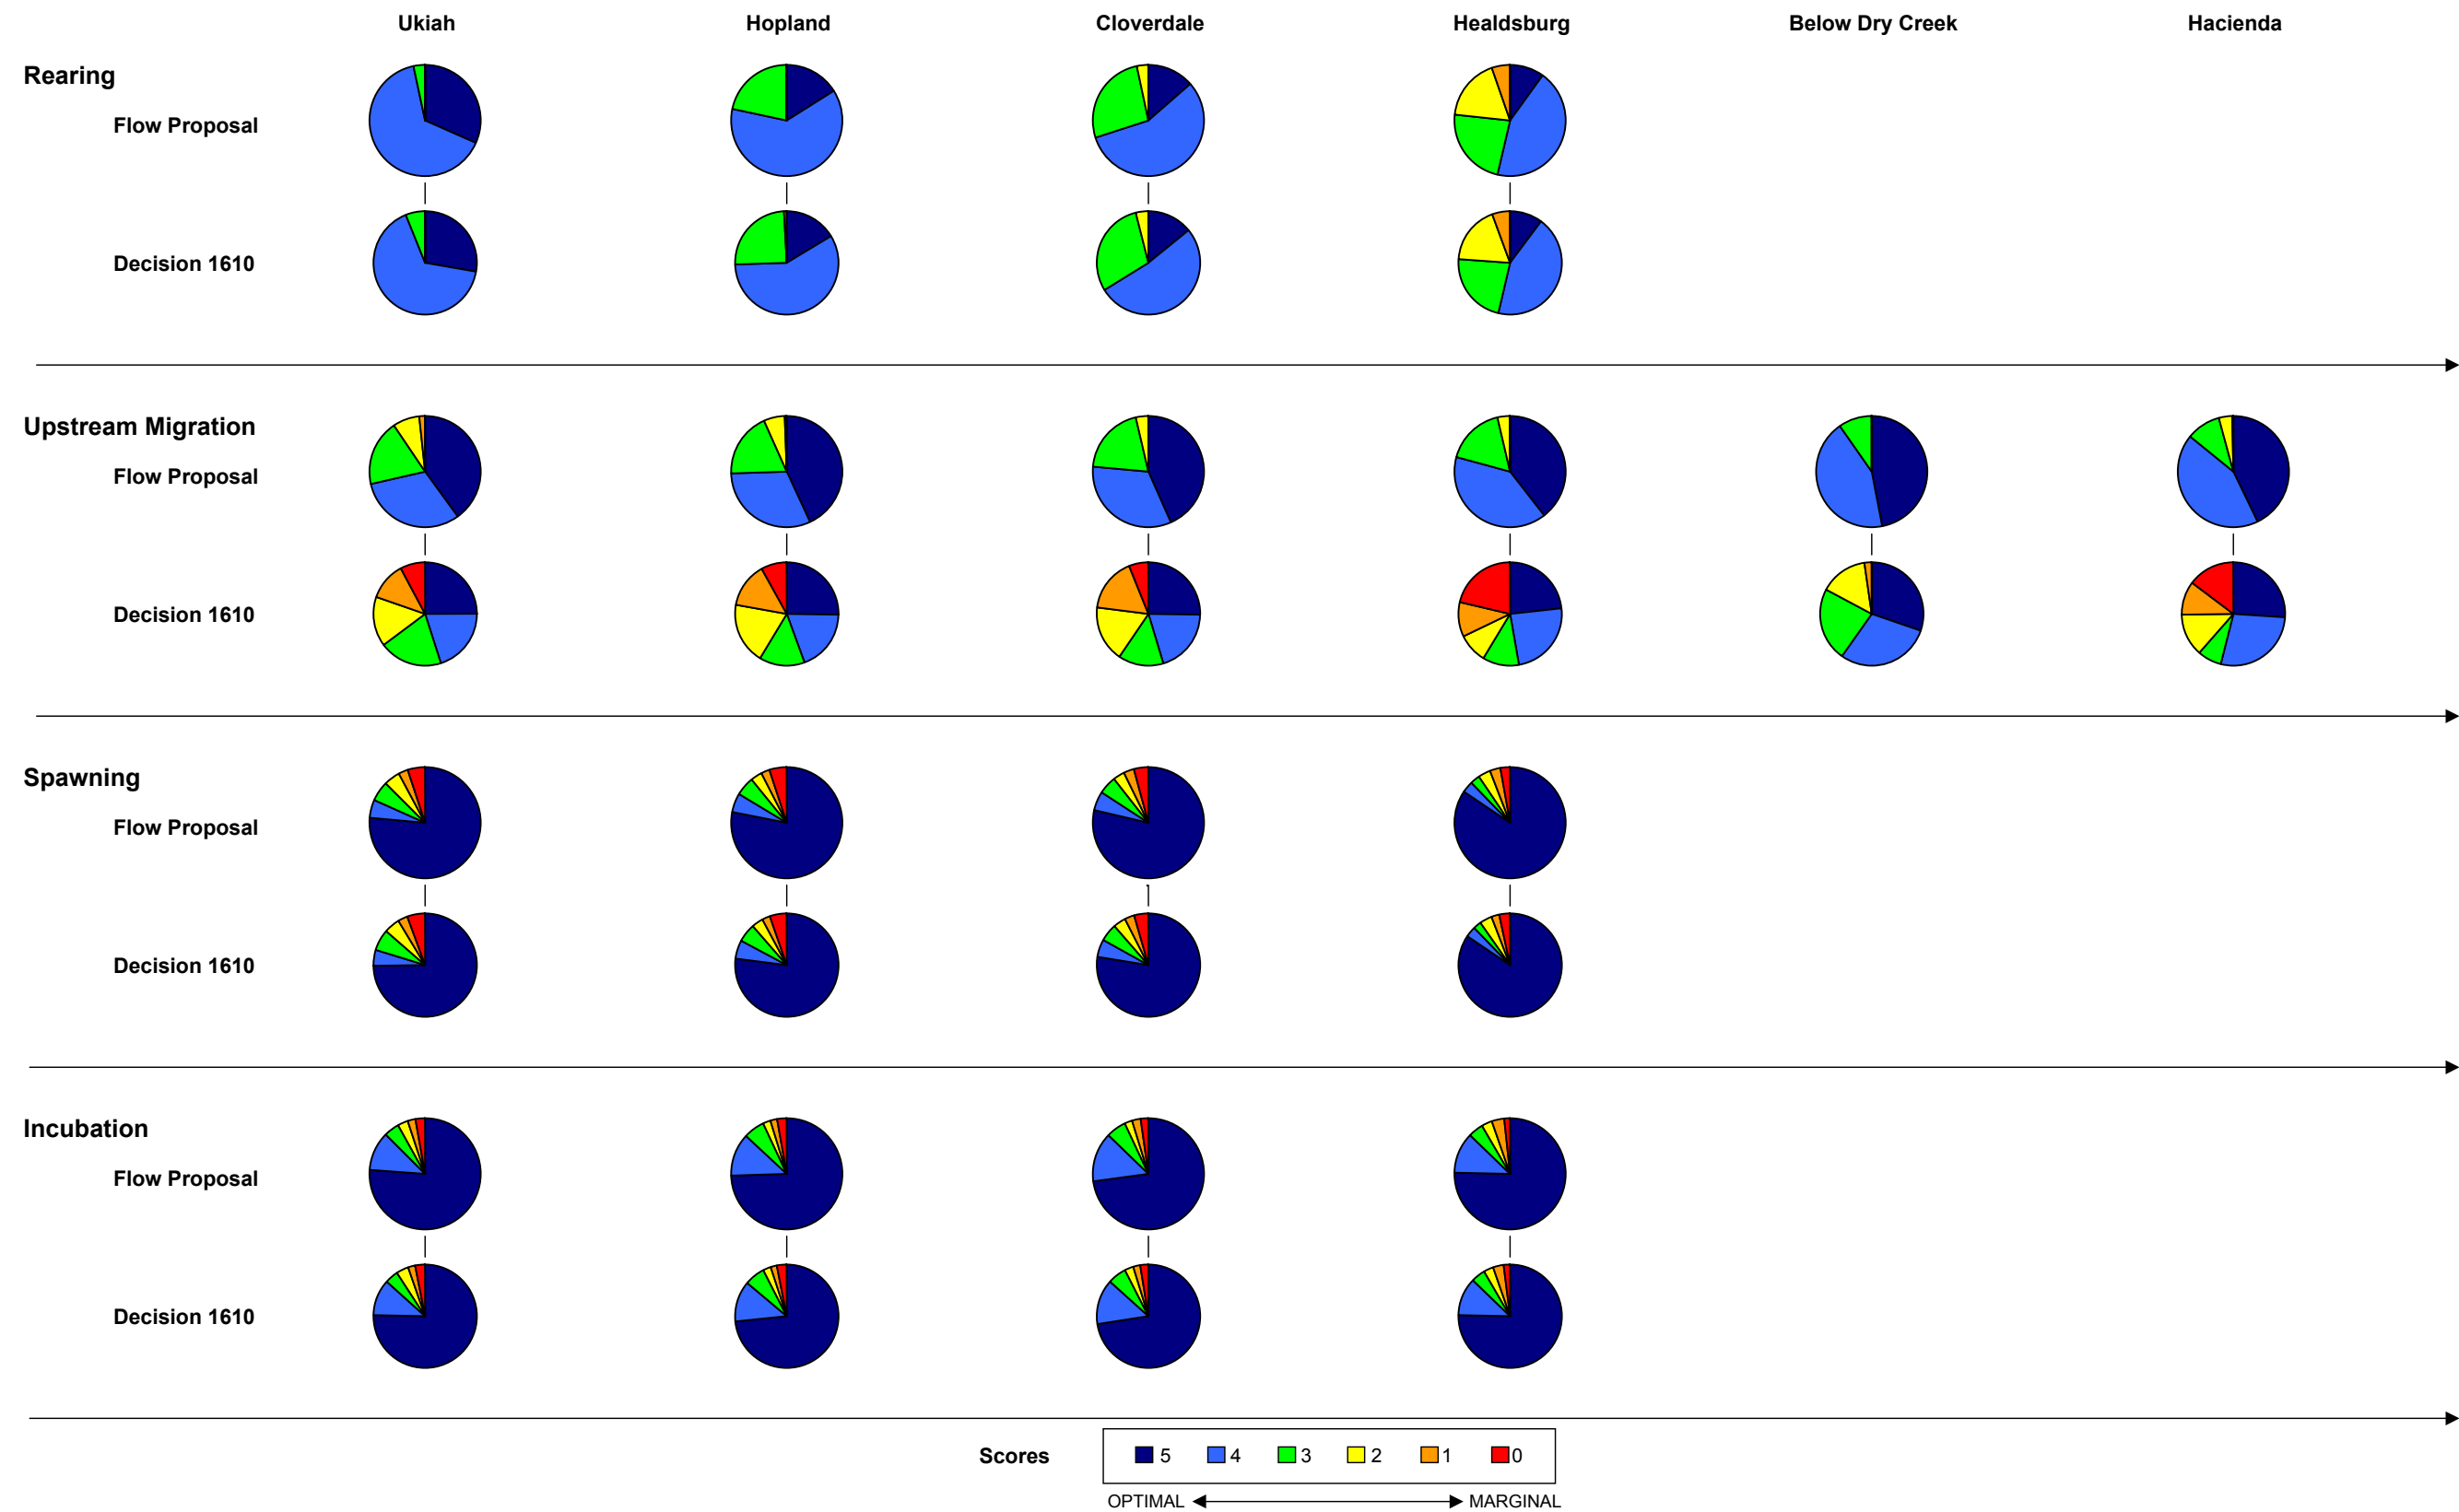 Ukiah Hopland Cloverdale Healdsburg Below Dry Creek Hacienda
Rearing
Flow Proposal
Decision 1610
Upstream Migration
Flow Proposal
Decision 1610
Spawning
Flow Proposal
Decision 1610
Incubation
Flow Proposal
Decision 1610
Scores 5 4 3 2 1 0
OPTIMAL MARGINAL